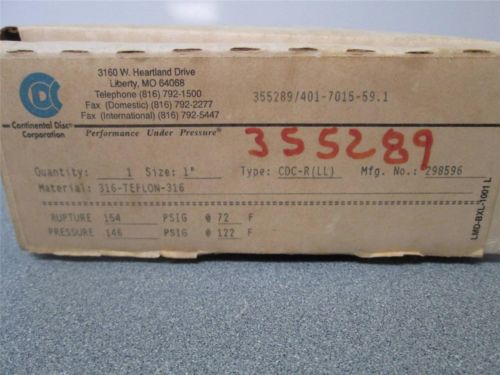 3160 W. Heartland Drive
Liberty, MO 64068
Telephone (816) 792-1500
Fax (Domestic) (816) 792-2277
Fax (International) (816) 792-5447
CDC
Continental Disc®
Corporation
Performance Under Pressure®
355289/401-7015-59.1
355289
Quantity: 1 Size: 1" Type: CDC-R(LL) Mfg. No.: 298596
Material: 316-TEFLON-316
RUPTURE 154 PSIG @ 72 F
PRESSURE 146 PSIG @ 122 F
LMD-BXL-1001 L